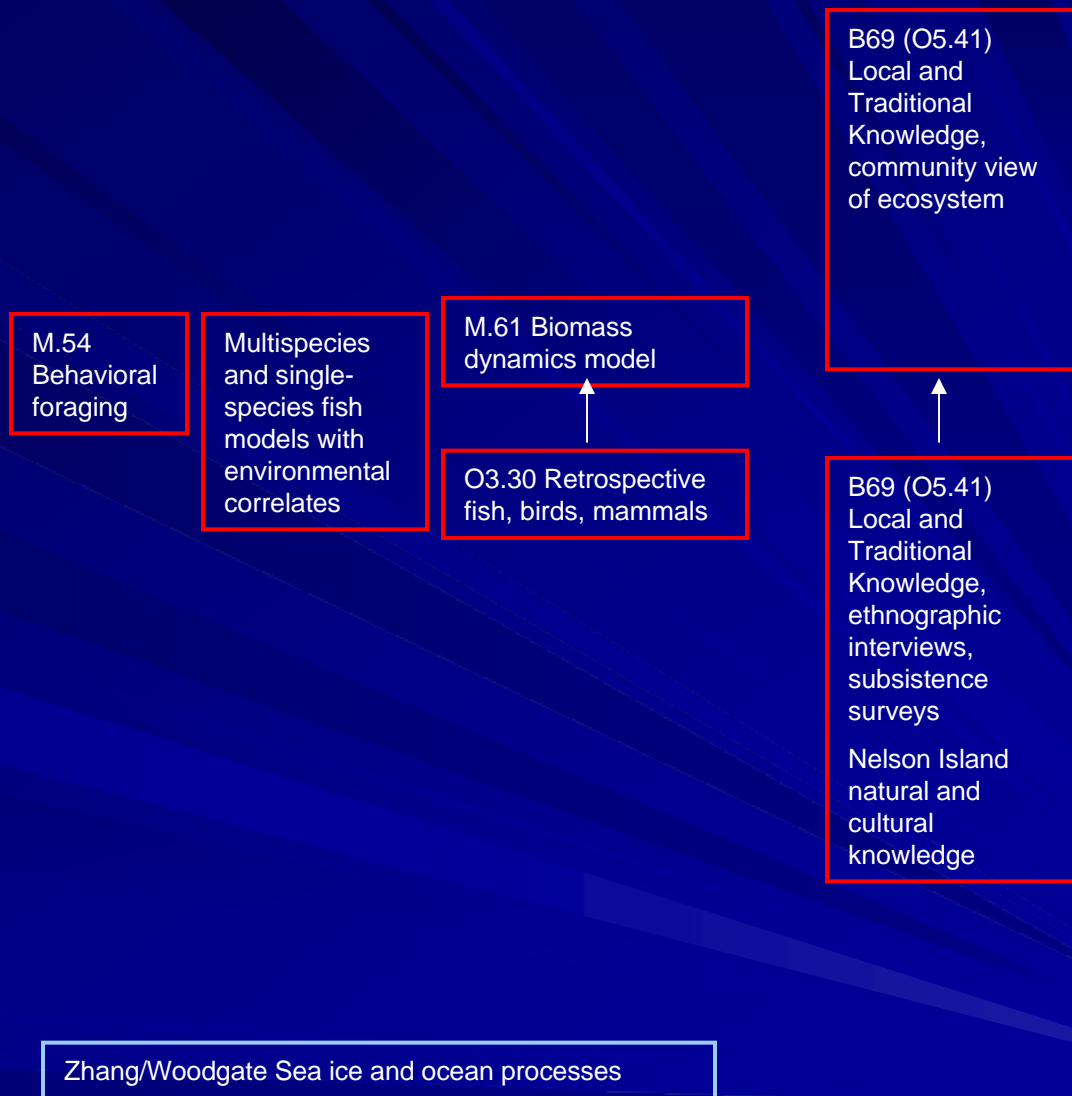 B69 (O5.41)
Local and
Traditional
Knowledge,
community view
of ecosystem
M.54
Behavioral
foraging
Multispecies
and single-
species fish
models with
environmental
correlates
M.61 Biomass
dynamics model
O3.30 Retrospective
fish, birds, mammals
B69 (O5.41)
Local and
Traditional
Knowledge,
ethnographic
interviews,
subsistence
surveys
Nelson Island
natural and
cultural
knowledge
Zhang/Woodgate Sea ice and ocean processes